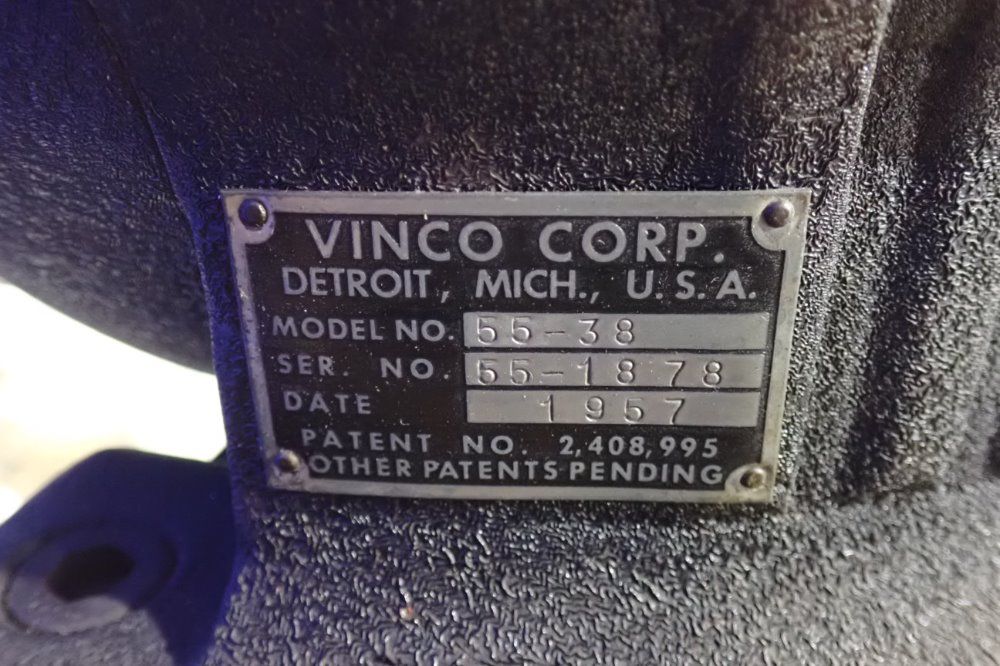 VINCO CORP.
DETROIT, MICH., U.S.A.
MODEL NO. 55-38
SER. NO. 55-1878
DATE 1957
PATENT NO. 2,408,995
OTHER PATENTS PENDING